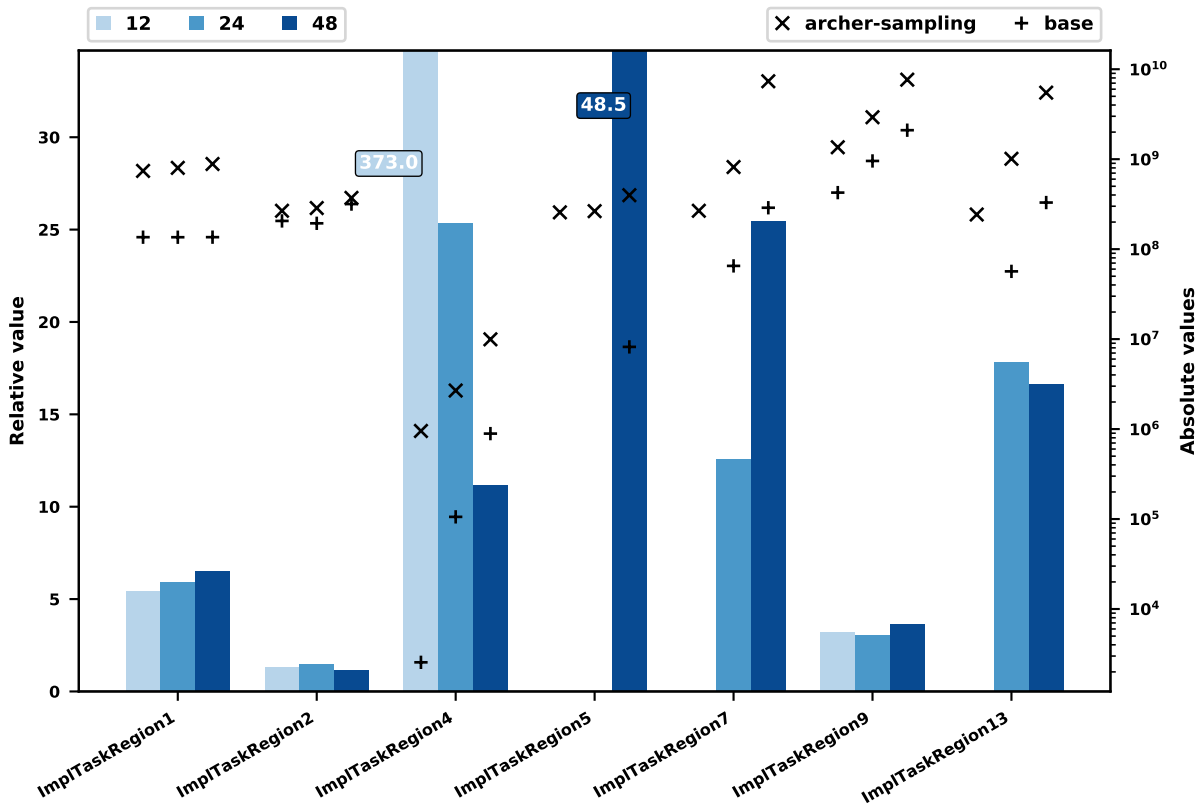 12 24 48
archer-sampling base
Relative value
0
5
10
15
20
25
30
373.0
48.5
10^10
10^9
10^8
10^7
10^6
10^5
10^4
Absolute values
ImplTaskRegion1
ImplTaskRegion2
ImplTaskRegion4
ImplTaskRegion5
ImplTaskRegion7
ImplTaskRegion9
ImplTaskRegion13